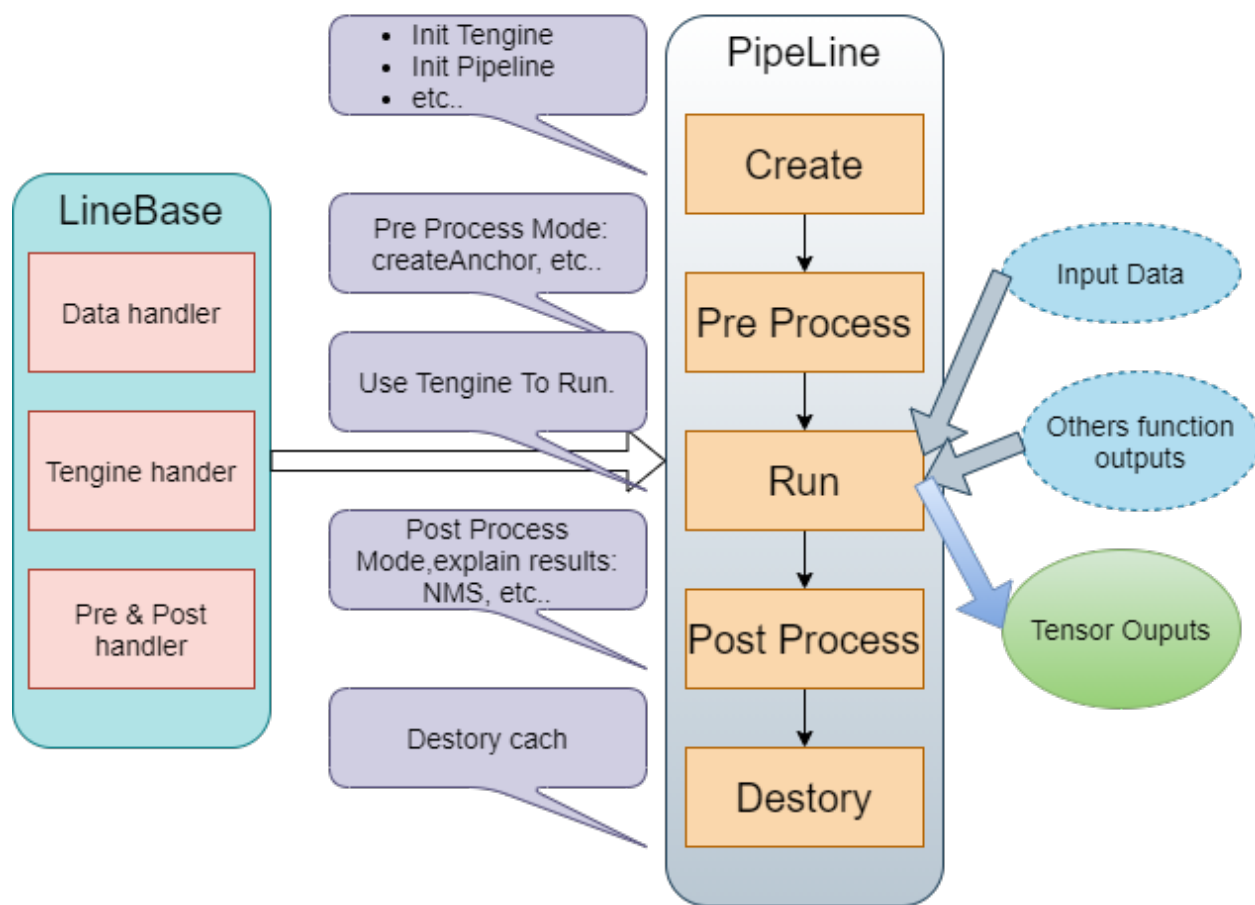 LineBase
Data handler
Tengine hander
Pre & Post
handler
• Init Tengine
• Init Pipeline
• etc..
Pre Process Mode:
createAnchor, etc..
Use Tengine To Run.
Post Process
Mode,explain results:
NMS, etc..
Destory cach
PipeLine
Create
Pre Process
Run
Post Process
Destory
Input Data
Others function
outputs
Tensor Ouputs